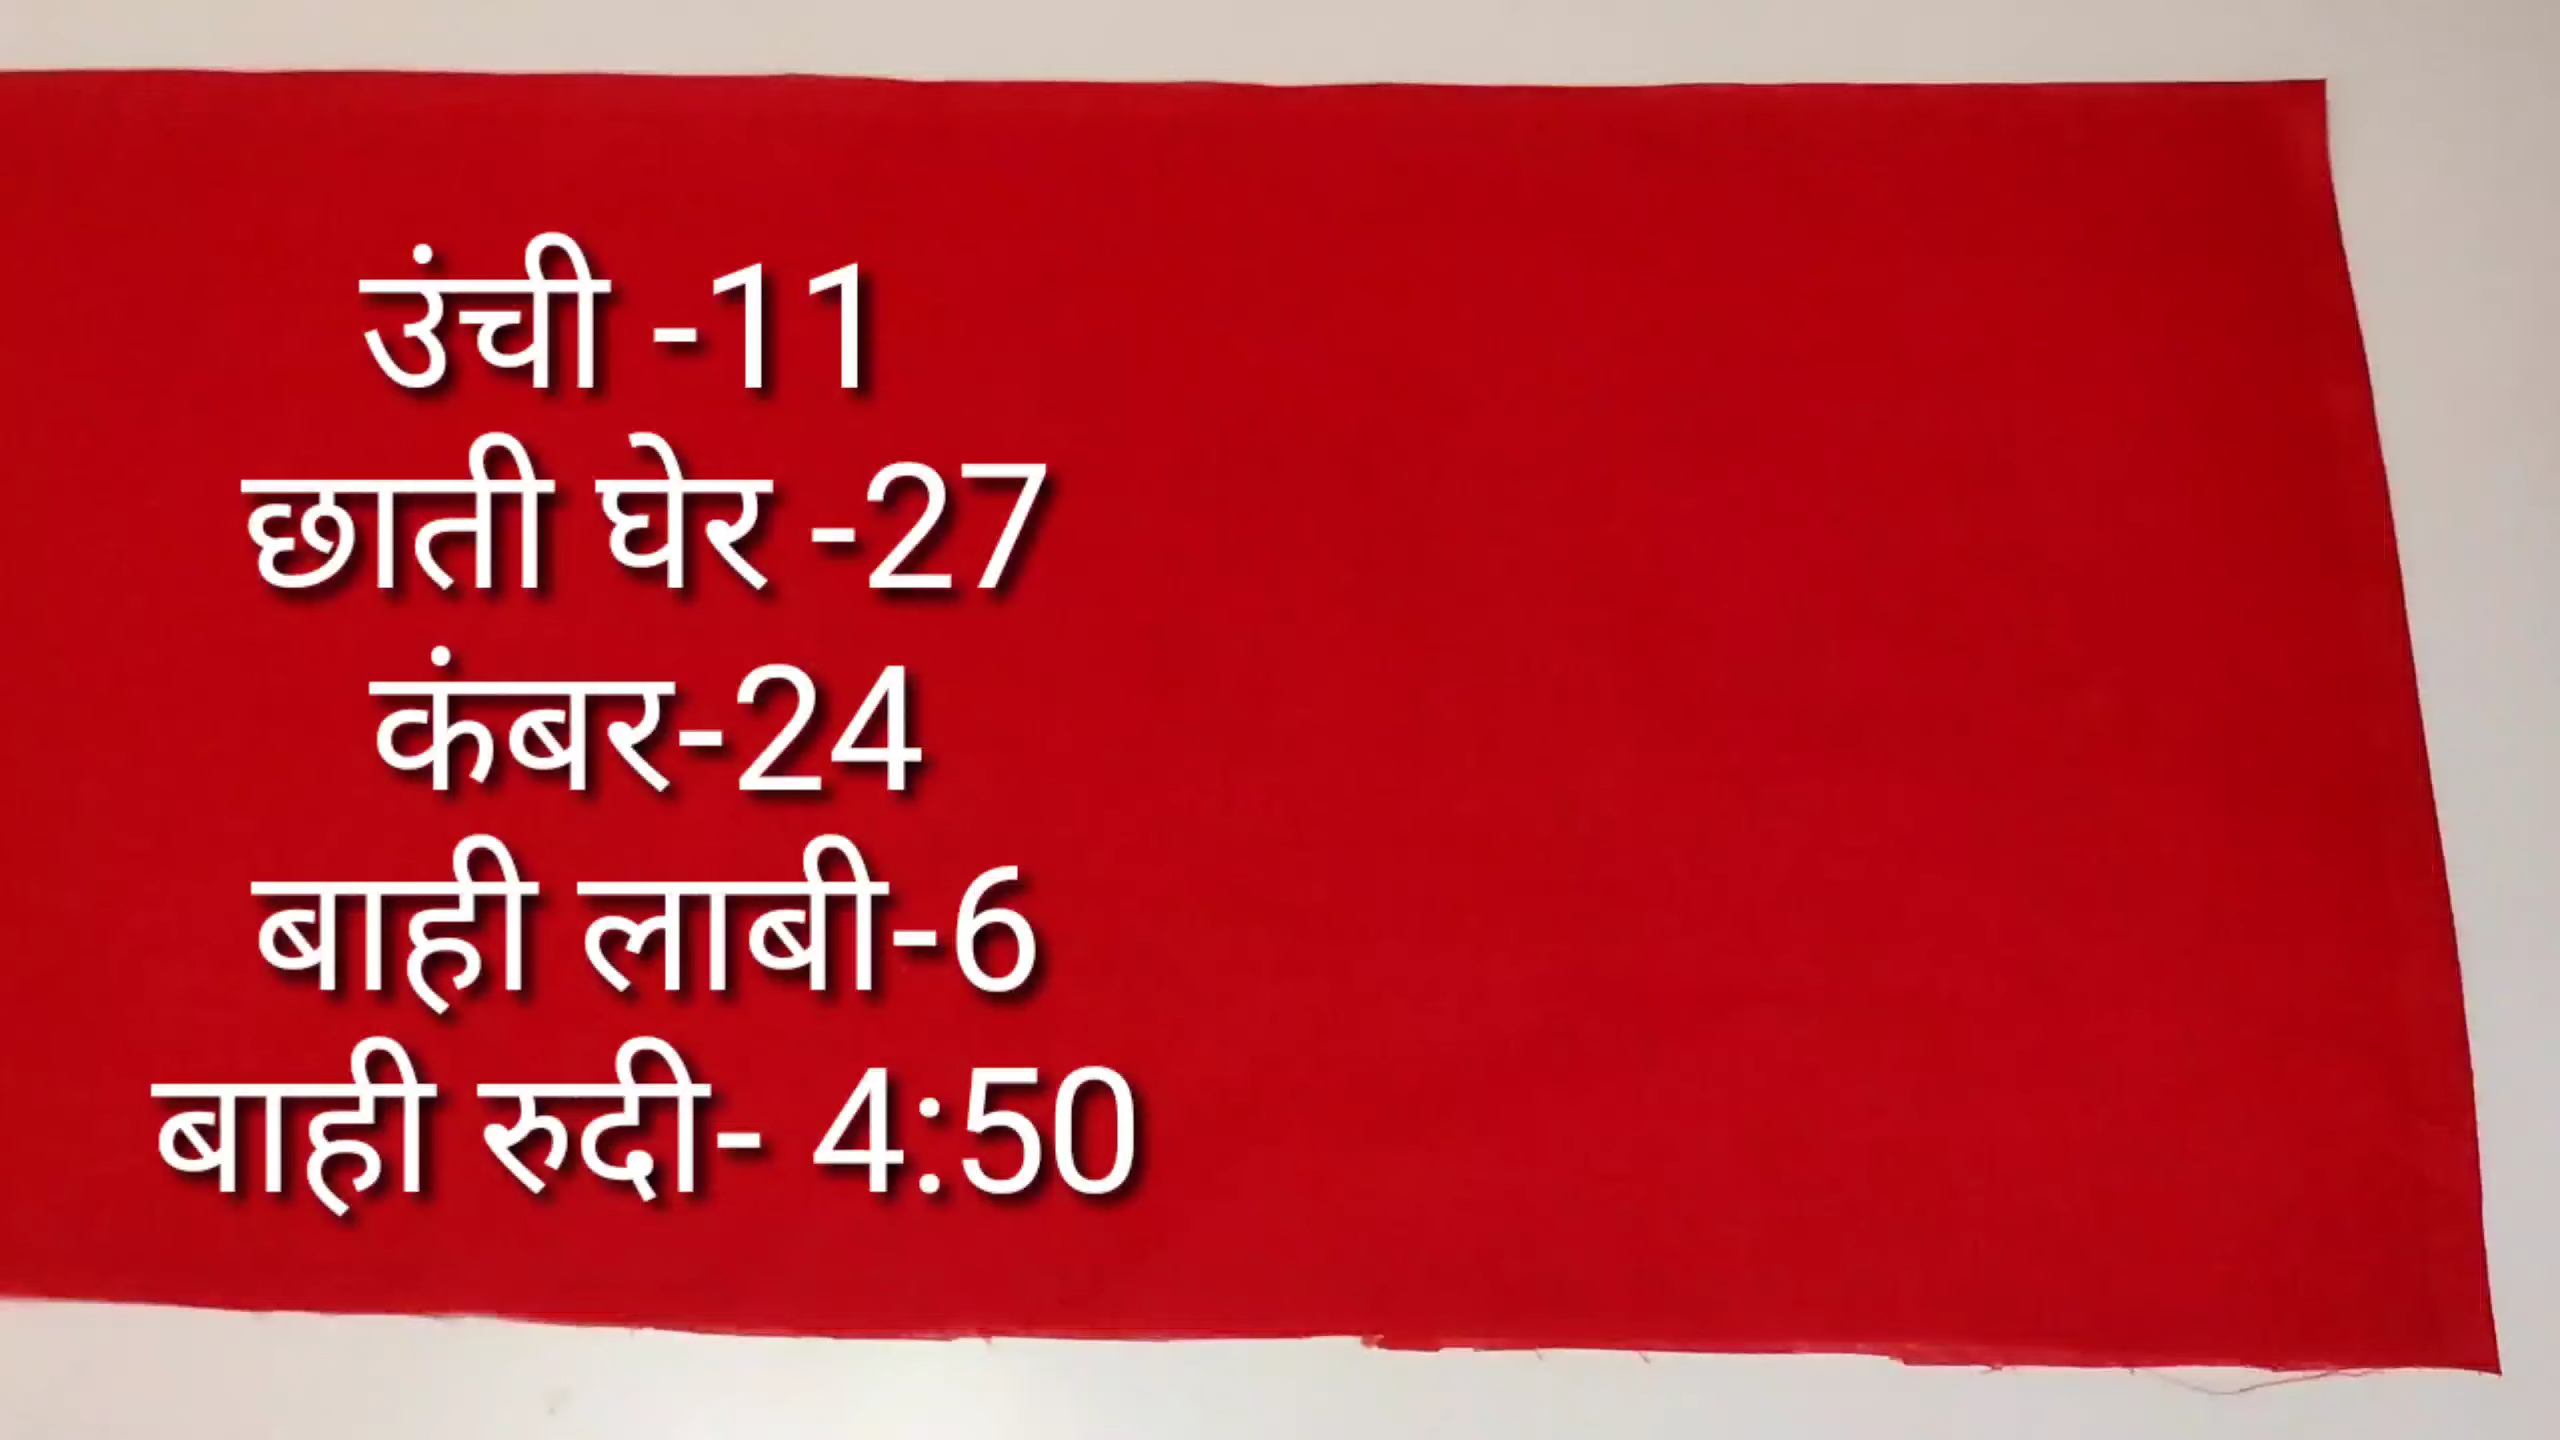 उंची -11
छाती घेर -27
कंबर-24
बाही लाबी-6
बाही रुदी- 4:50